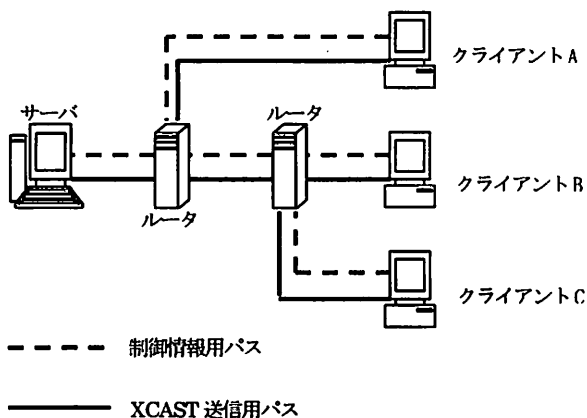 クライアントA
サーバ
ルータ
クライアントB
ルータ
クライアントC
制御情報用パス
XCAST 送信用パス